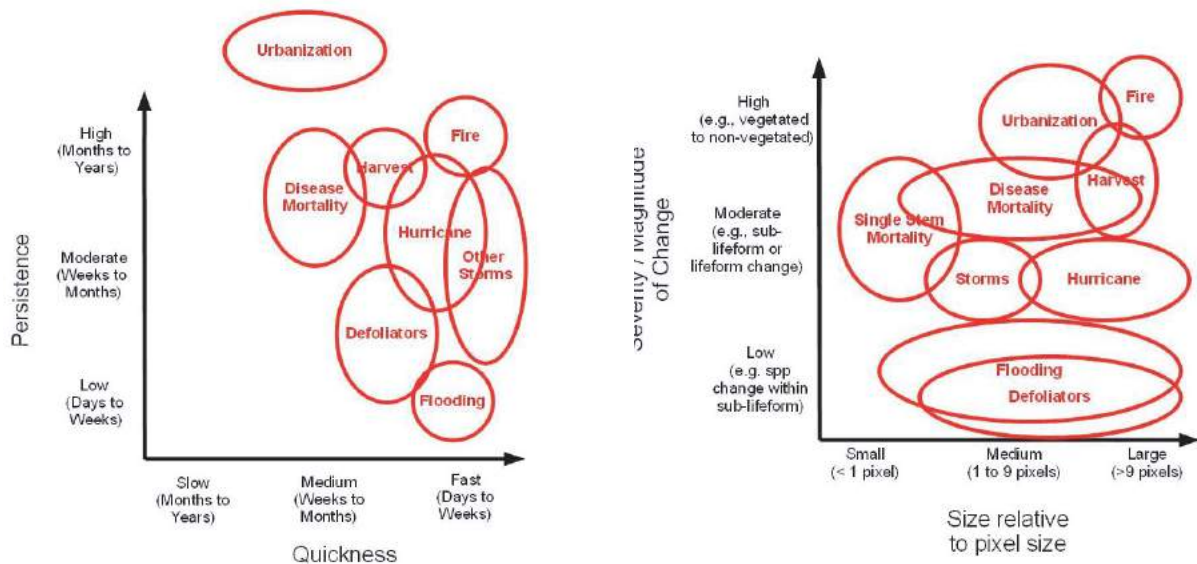 Urbanization
High
(Months to
Years)
Fire
Harvest
Disease
Mortality
Hurricane
Moderate
(Weeks to
Months)
Other
Storms
Defoliators
Low
(Days to
Weeks)
Flooding
Persistence
Slow
(Months to
Years)
Medium
(Weeks to
Months)
Fast
(Days to
Weeks)
Quickness
High
(e.g., vegetated
to non-vegetated)
Fire
Urbanization
Harvest
Disease
Mortality
Single Stem
Mortality
Moderate
(e.g., sub-
lifeform or
lifeform change)
Storms
Hurricane
Low
(e.g. spp
change within
sub-lifeform)
Flooding
Defoliators
Severity / Magnitude
of Change
Small
(< 1 pixel)
Medium
(1 to 9 pixels)
Large
(>9 pixels)
Size relative
to pixel size